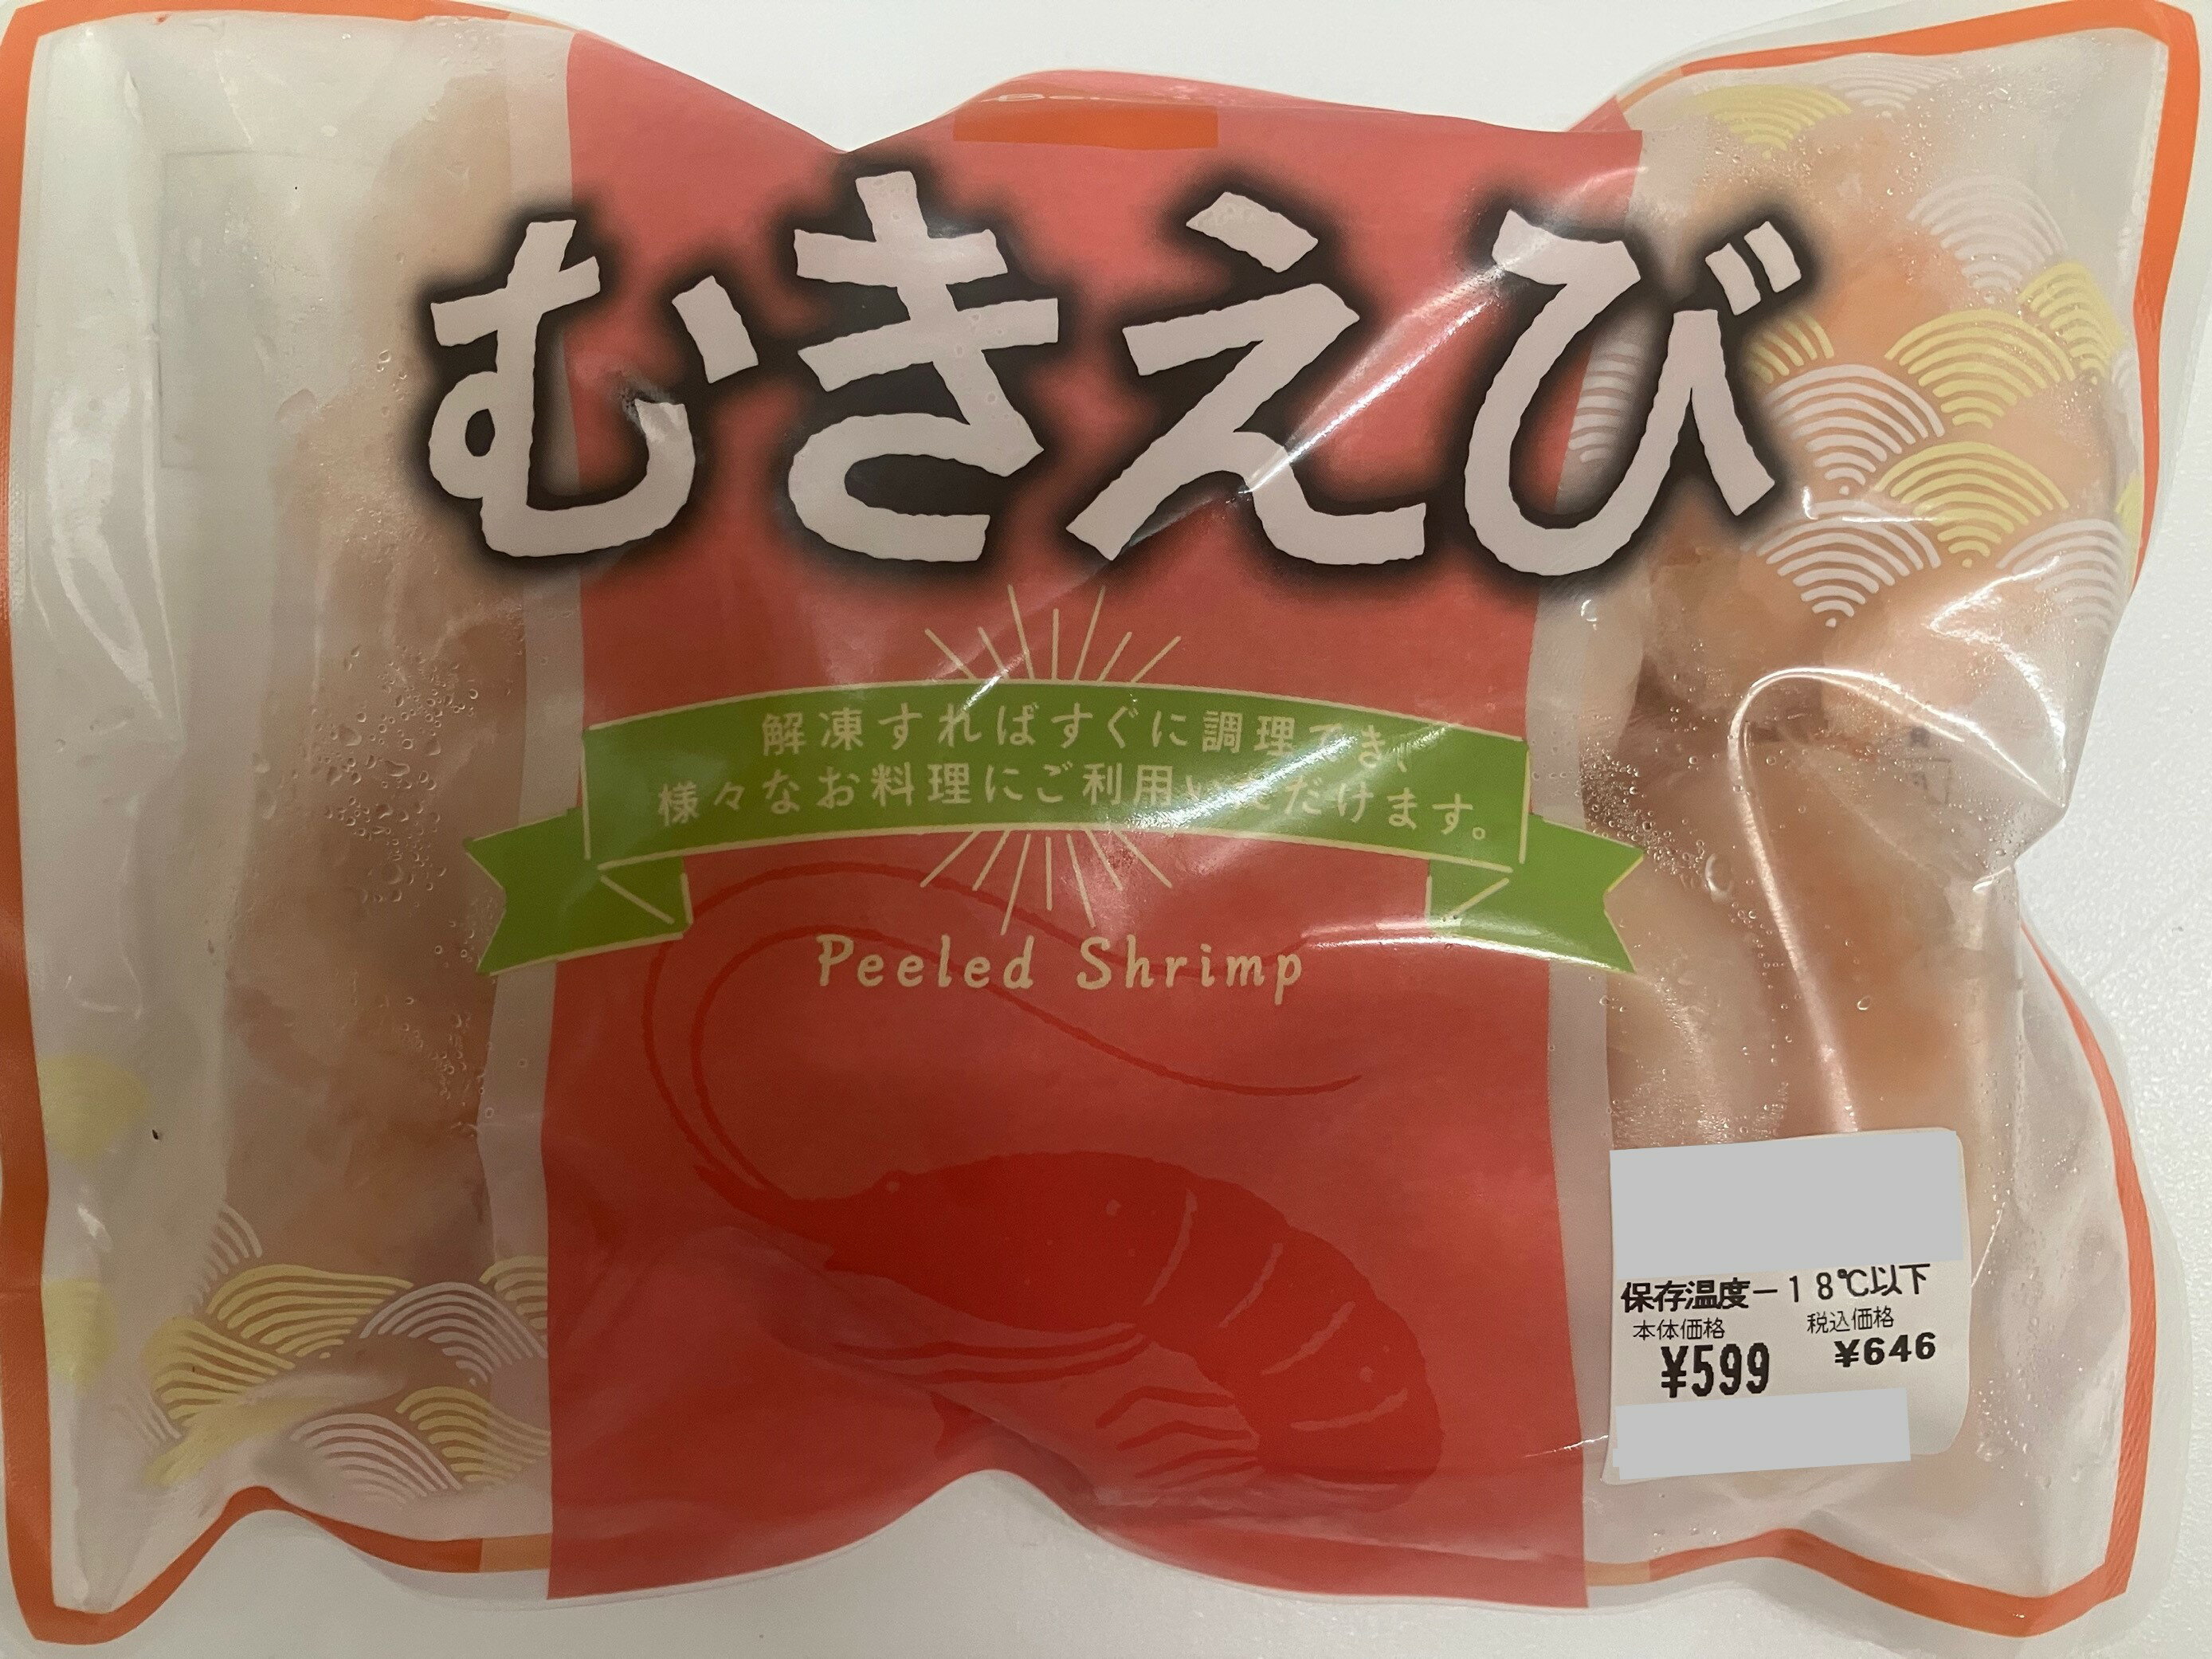 むきえび
解凍すればすぐに調理でき、
様々なお料理にご利用いただけます。
Peeled Shrimp
保存温度－１８℃以下
本体価格 税込価格
¥599 ¥646